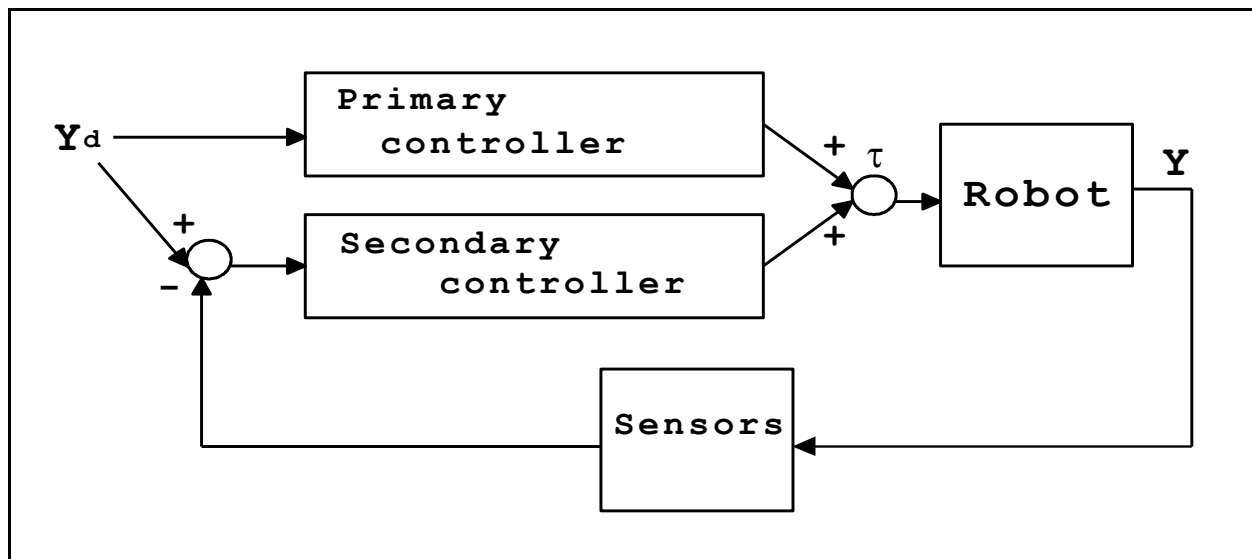 Primary
controller
Yd
+
τ
Y
Robot
+
+
-
Secondary
controller
Sensors